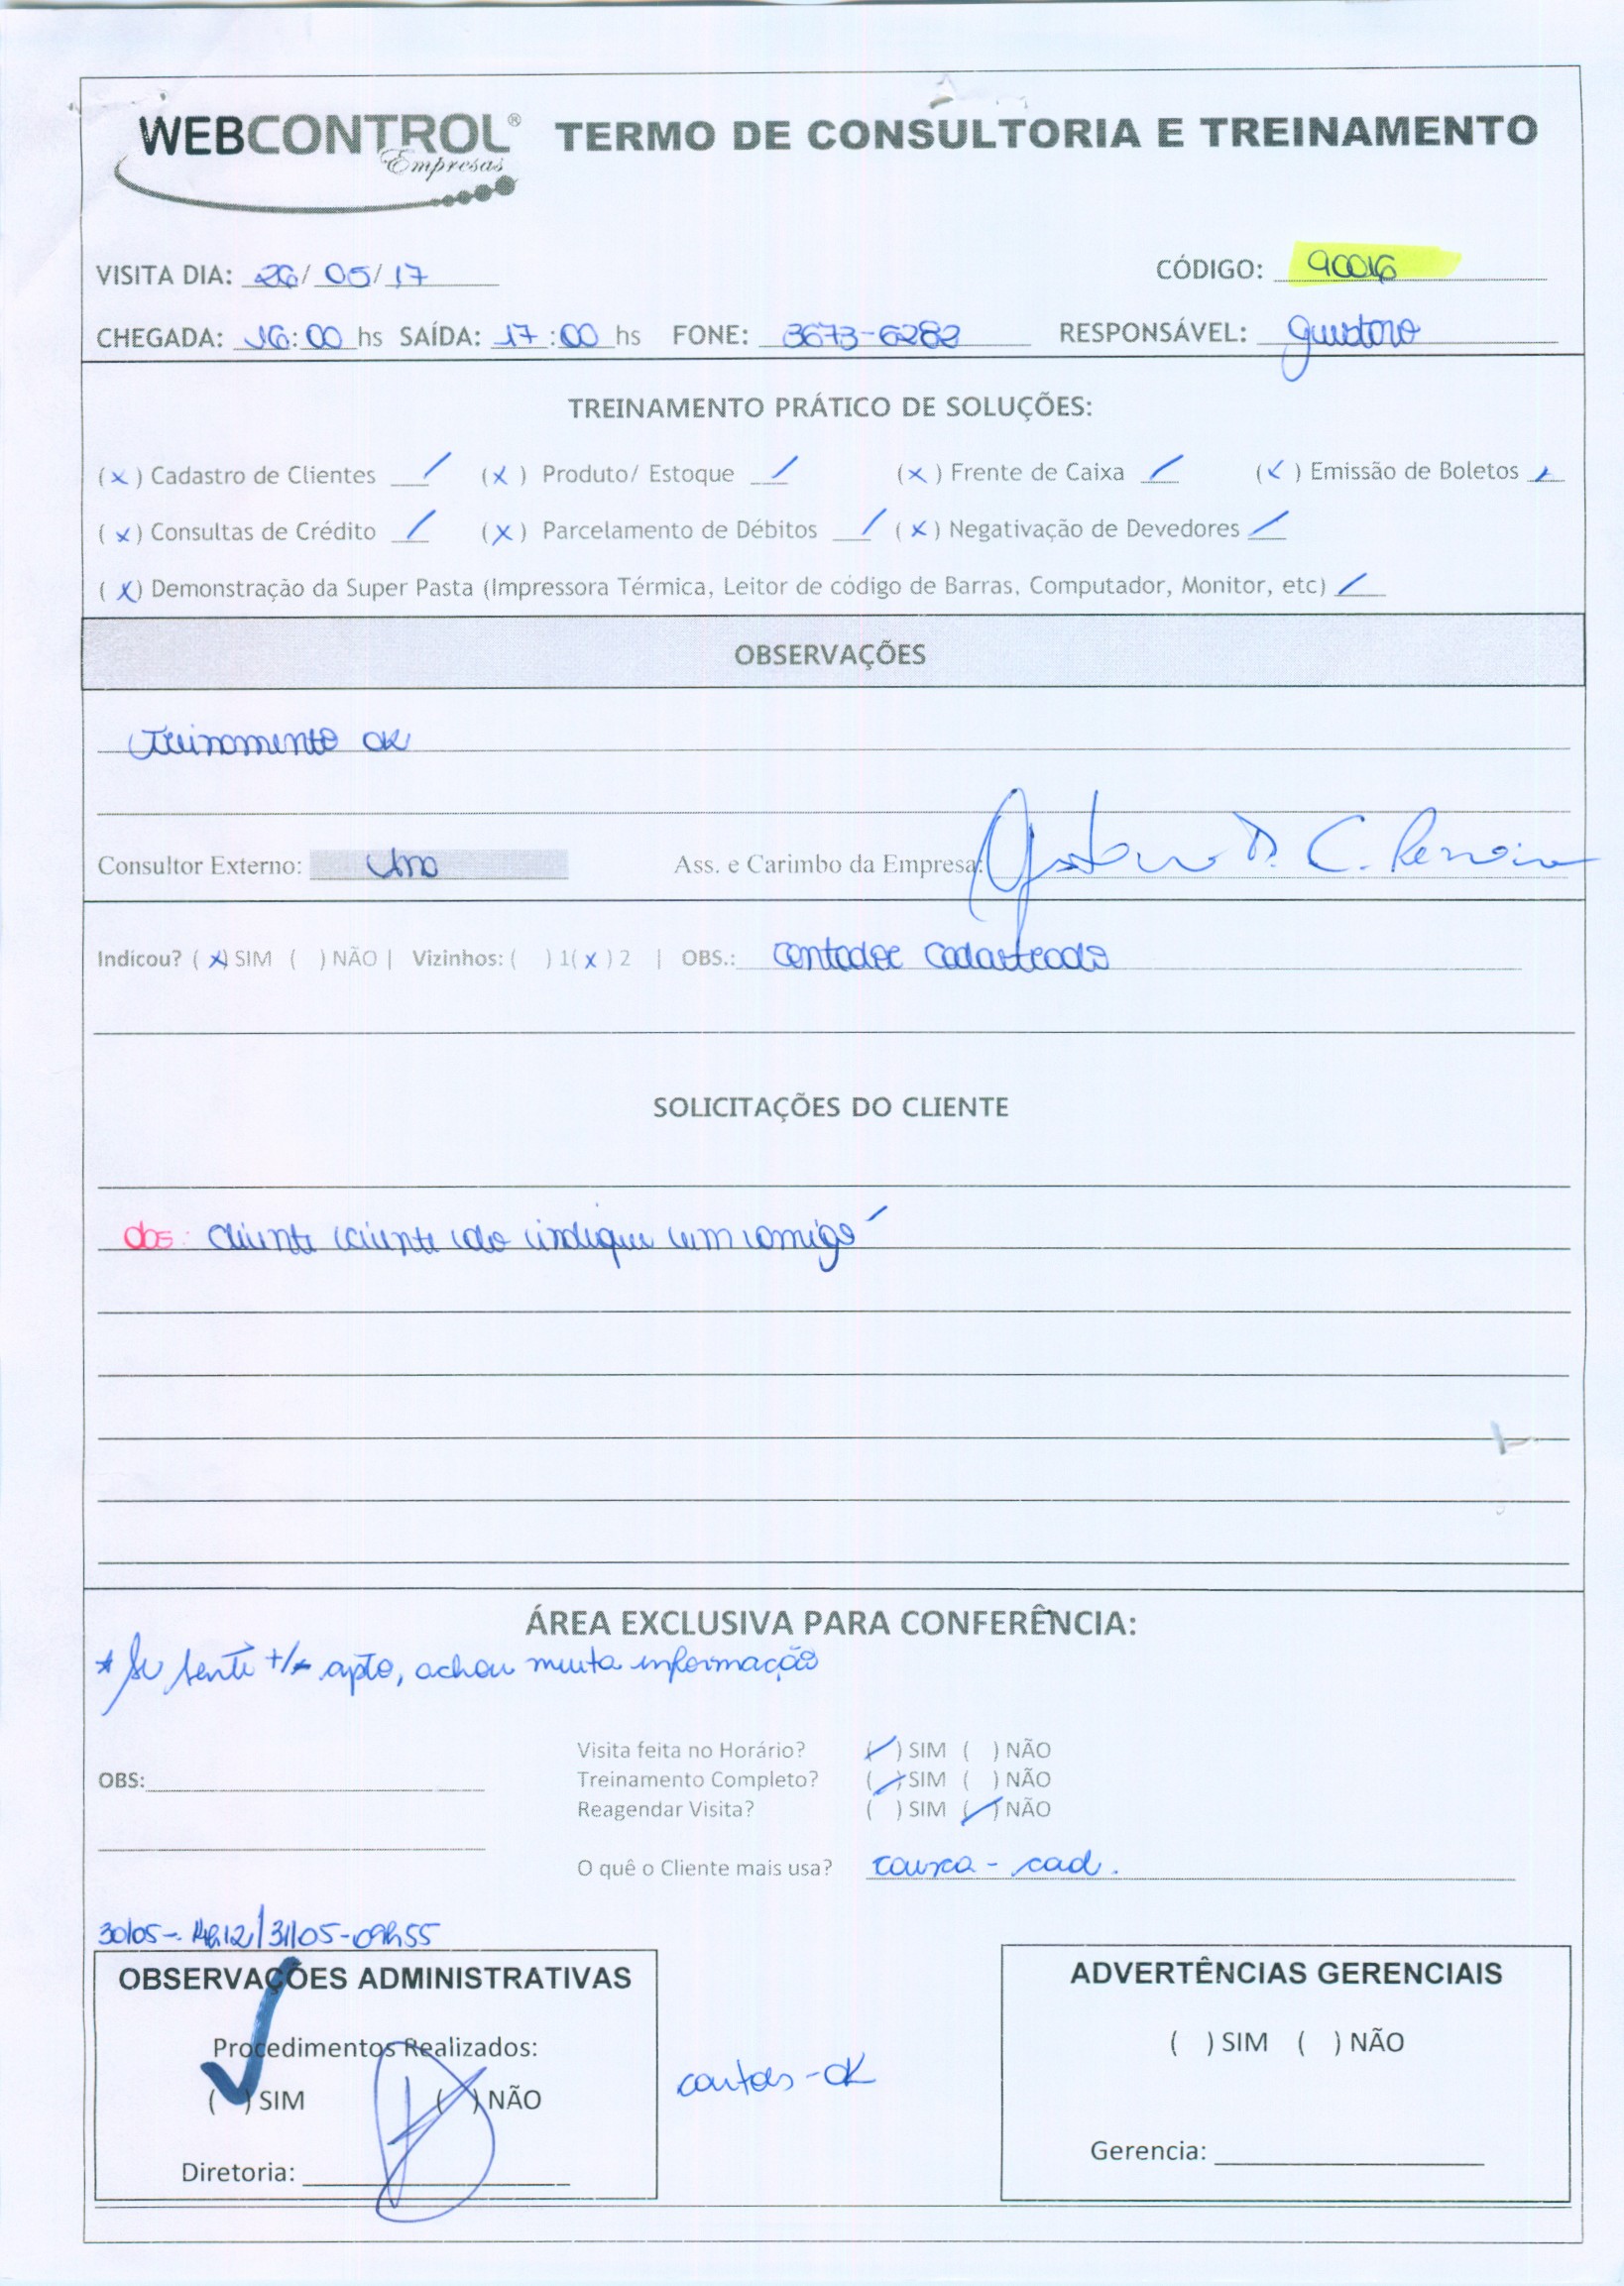 WEBCONTROL® Empresas TERMO DE CONSULTORIA E TREINAMENTO
VISITA DIA: 26/05/17 CÓDIGO: 90016
CHEGADA: 16:00 hs SAÍDA: 17:00 hs FONE: 3673-6282 RESPONSÁVEL: Gustavo
TREINAMENTO PRÁTICO DE SOLUÇÕES:
(x) Cadastro de Clientes (x) Produto/ Estoque (x) Frente de Caixa (x) Emissão de Boletos
(x) Consultas de Crédito (x) Parcelamento de Débitos (x) Negativação de Devedores
(x) Demonstração da Super Pasta (Impressora Térmica, Leitor de código de Barras, Computador, Monitor, etc)
OBSERVAÇÕES
Treinamento ok
Consultor Externo: Ass. e Carimbo da Empresa: Gustavo D. C. Ferreira
Indicou? (x) SIM ( ) NÃO | Vizinhos: ( ) 1 (x) 2 | OBS.: contador cadastrado
SOLICITAÇÕES DO CLIENTE
obs: cliente ciente do indique um amigo
ÁREA EXCLUSIVA PARA CONFERÊNCIA:
* Se sente +/- apto, achou muita informação
Visita feita no Horário? (✓) SIM ( ) NÃO
OBS: Treinamento Completo? (✓) SIM ( ) NÃO
Reagendar Visita? ( ) SIM (✓) NÃO
O quê o Cliente mais usa? caixa - cad.
30/05 - 14h12/31/05-09h55
OBSERVAÇÕES ADMINISTRATIVAS ADVERTÊNCIAS GERENCIAIS
Procedimentos Realizados: ( ) SIM ( ) NÃO
(✓) SIM ( ) NÃO - OK
Diretoria: Gerencia: